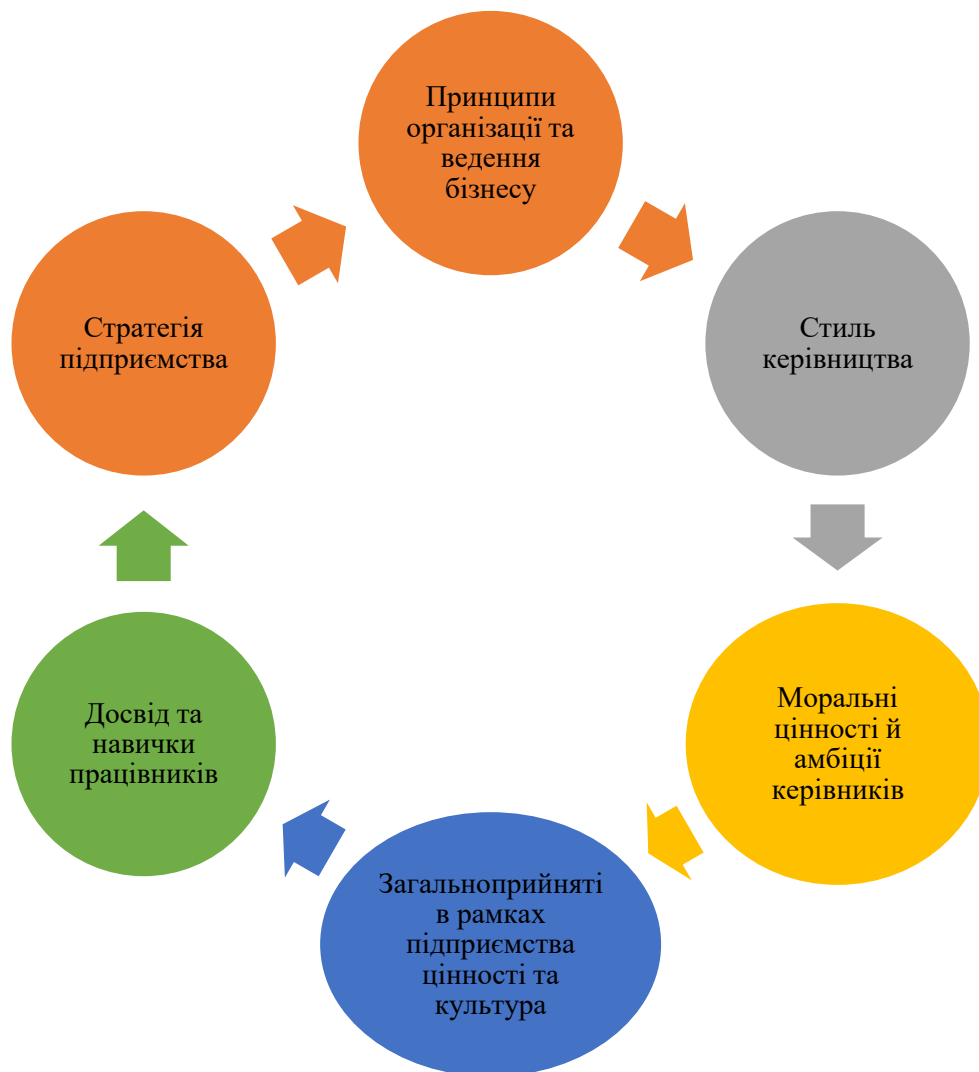 Принципи
організації та
ведення
бізнесу
Стиль
керівництва
Моральні
цінності й
амбіції
керівників
Загальноприйняті
в рамках
підприємства
цінності та
культура
Досвід та
навички
працівників
Стратегія
підприємства